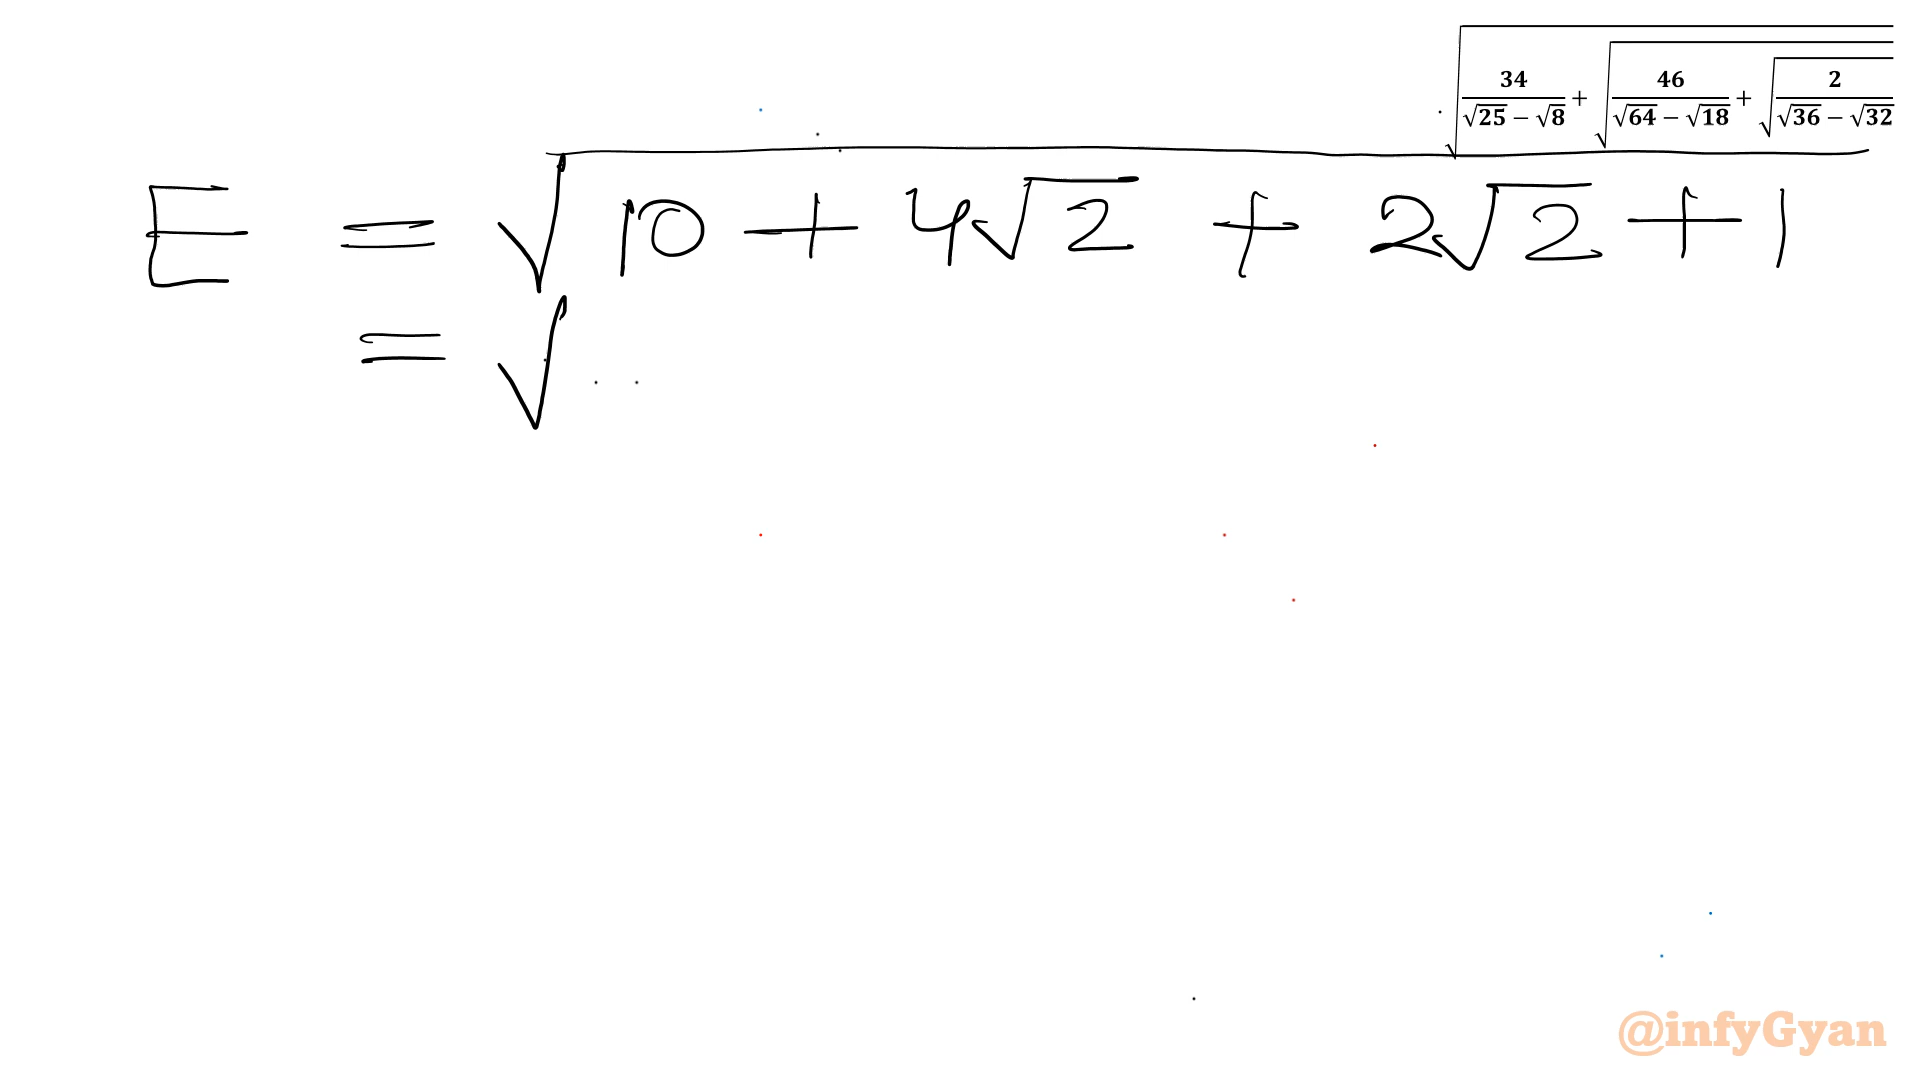 √(34/(√25 − √8) + √(46/(√64 − √18) + √(2/(√36 − √32))))
E = √(10 + 4√2 + 2√2 + 1)
= √
@infyGyan